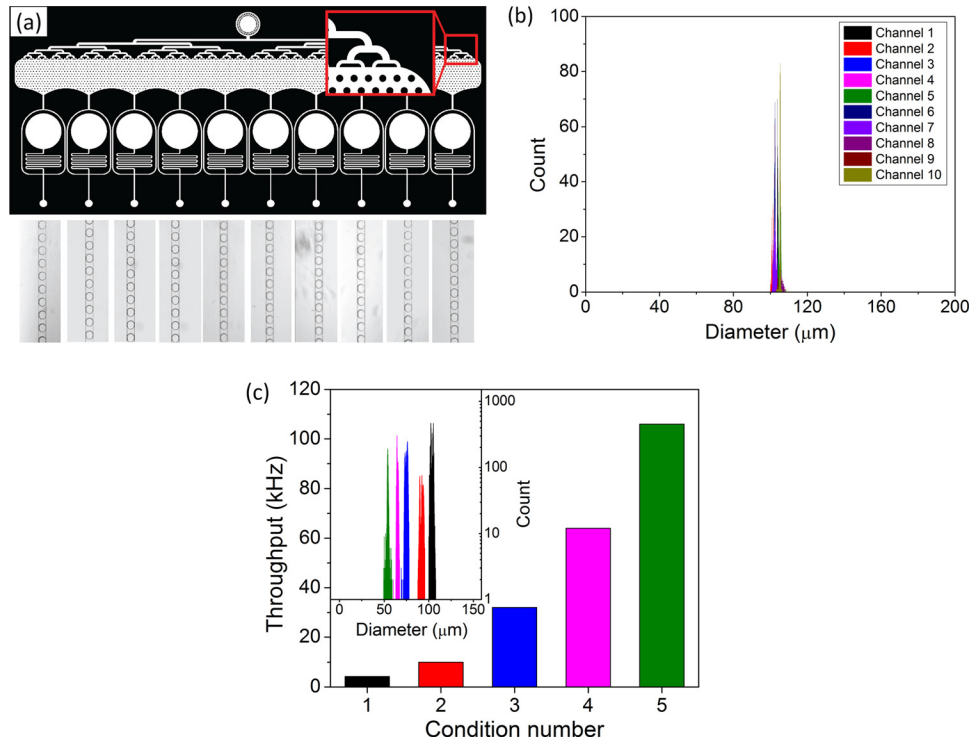 (a)
(b)
100
80
60
40
20
0
Count
0 40 80 120 160 200
Diameter (μm)
Channel 1
Channel 2
Channel 3
Channel 4
Channel 5
Channel 6
Channel 7
Channel 8
Channel 9
Channel 10
(c)
120
100
80
60
40
20
0
Throughput (kHz)
1000
100
10
1
Count
0 50 100 150
Diameter (μm)
1 2 3 4 5
Condition number